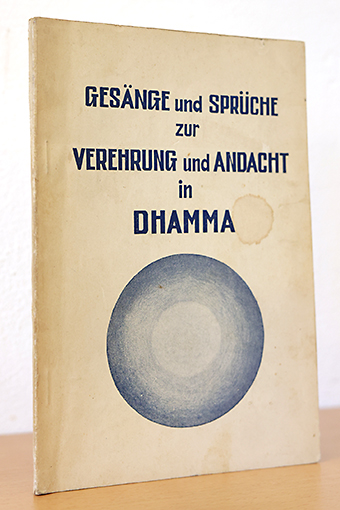 GESÄNGE und SPRÜCHE
zur
VEREHRUNG und ANDACHT
in
DHAMMA